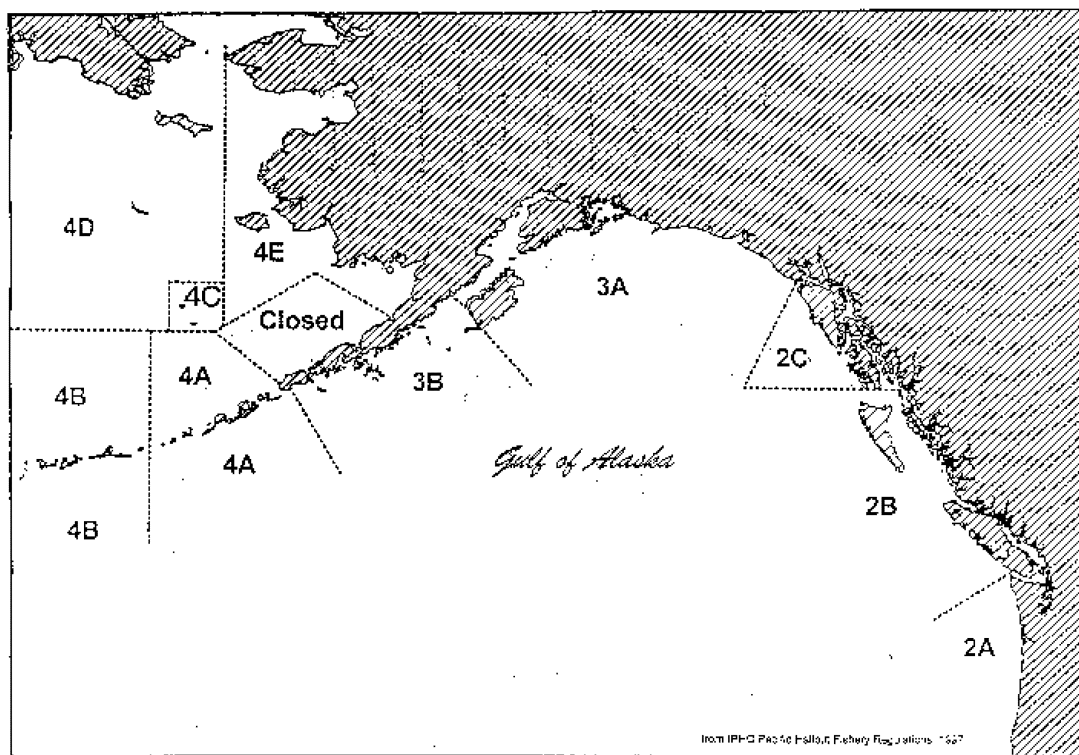 4D
4E
4C
Closed
3A
2C
4A
4B
3B
4A
Gulf of Alaska
4B
2B
2A
from IPHC Pacific Halibut Fishery Regulations, 1997